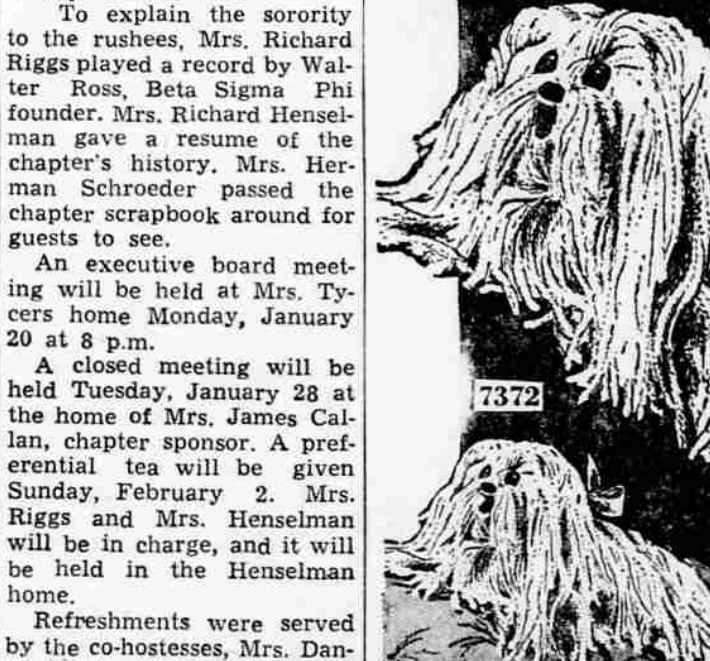 To explain the sorority
to the rushees, Mrs. Richard
Riggs played a record by Wal-
ter Ross, Beta Sigma Phi
founder. Mrs. Richard Hensel-
man gave a resume of the
chapter's history. Mrs. Her-
man Schroeder passed the
chapter scrapbook around for
guests to see.
An executive board meet-
ing will be held at Mrs. Ty-
cers home Monday, January
20 at 8 p.m.
A closed meeting will be
held Tuesday, January 28 at
the home of Mrs. James Cal-
lan, chapter sponsor. A pref-
erential tea will be given
Sunday, February 2. Mrs.
Riggs and Mrs. Henselman
will be in charge, and it will
be held in the Henselman
home.
Refreshments were served
by the co-hostesses, Mrs. Dan-
7372